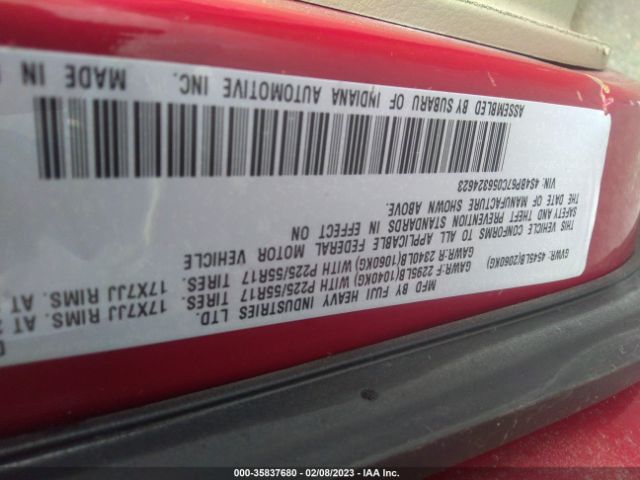 MFD BY FUJI HEAVY INDUSTRIES LTD.
GVWR: 4545LB(2060KG)
GAWR:F 2295LB(1040KG) WITH P225/55R17 TIRES. 17X7JJ RIMS. AT
GAWR:R 2340LB(1060KG) WITH P225/55R17 TIRES. 17X7JJ RIMS. AT
THIS VEHICLE CONFORMS TO ALL APPLICABLE FEDERAL MOTOR VEHICLE
SAFETY AND THEFT PREVENTION STANDARDS IN EFFECT ON
THE DATE OF MANUFACTURE SHOWN ABOVE.
VIN: 4S4BP67C056324623
ASSEMBLED BY SUBARU OF INDIANA AUTOMOTIVE INC. MADE IN
000-35837680 - 02/08/2023 - IAA Inc.